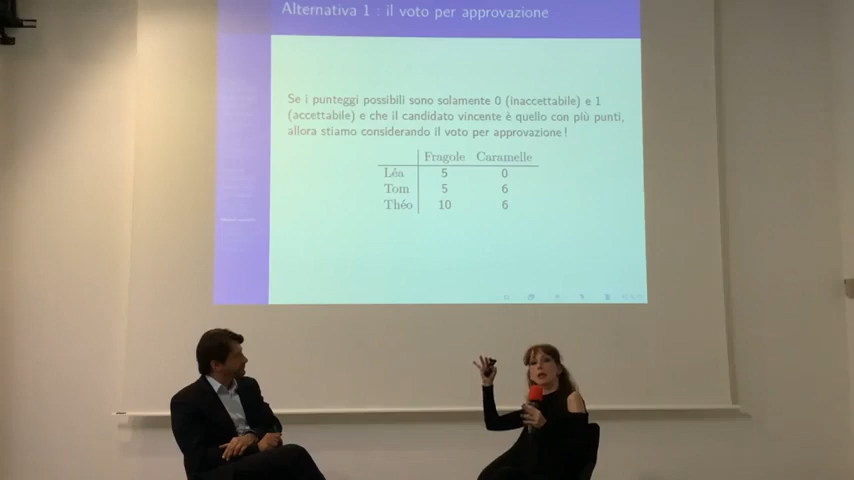 Alternativa 1 : il voto per approvazione
Se i punteggi possibili sono solamente 0 (inaccettabile) e 1
(accettabile) e che il candidato vincente è quello con più punti,
allora stiamo considerando il voto per approvazione !
Fragole Caramelle
Léa 5 0
Tom 5 6
Théo 10 6